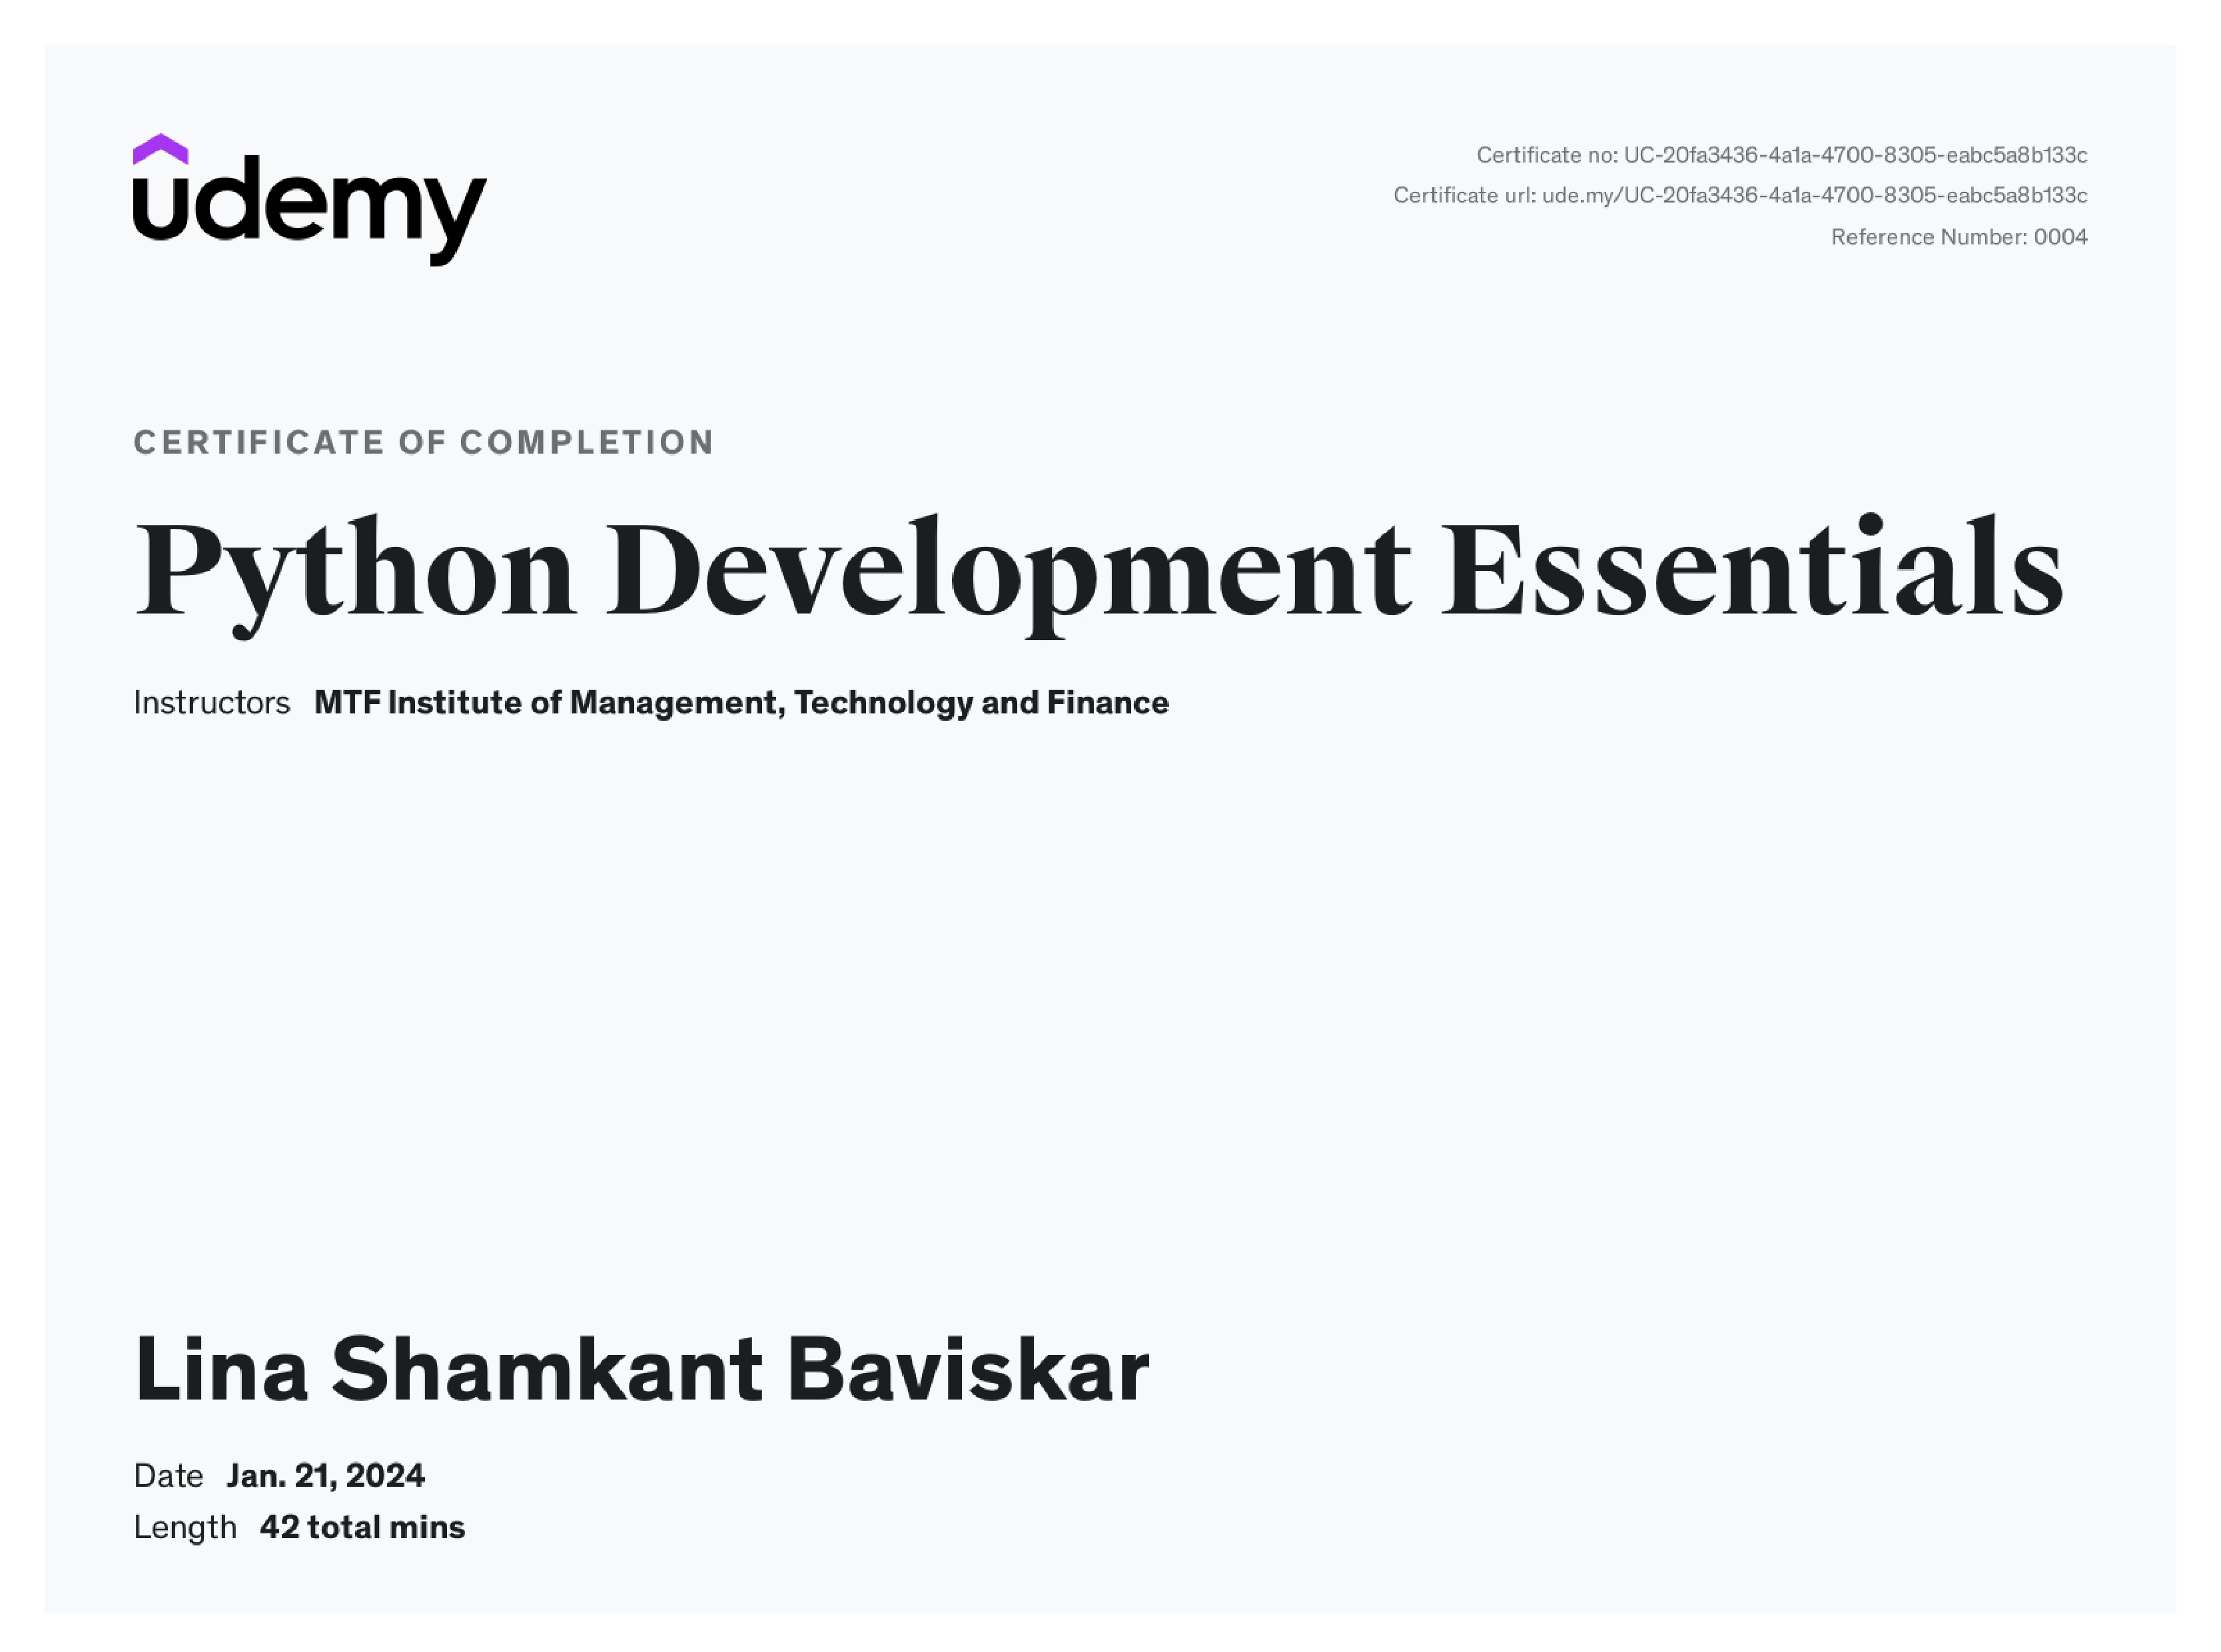 udemy
Certificate no: UC-20fa3436-4a1a-4700-8305-eabc5a8b133c
Certificate url: ude.my/UC-20fa3436-4a1a-4700-8305-eabc5a8b133c
Reference Number: 0004
CERTIFICATE OF COMPLETION
Python Development Essentials
Instructors MTF Institute of Management, Technology and Finance
Lina Shamkant Baviskar
Date Jan. 21, 2024
Length 42 total mins